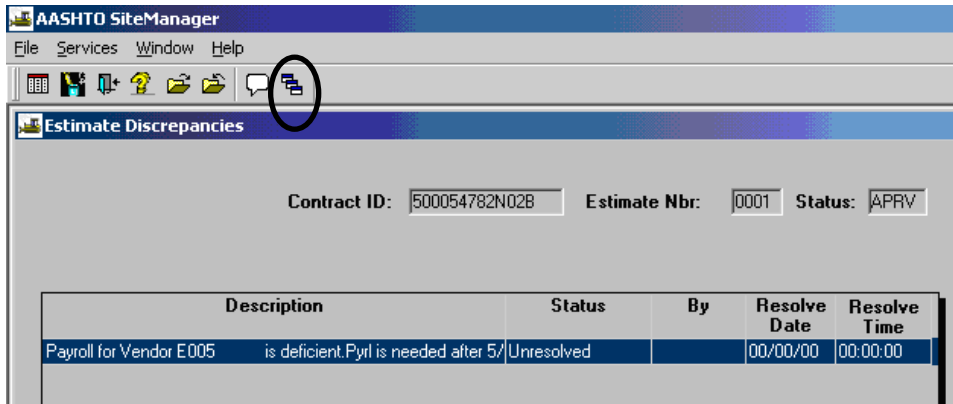 AASHTO SiteManager
File Services Window Help
Estimate Discrepancies
Contract ID: 500054782N02B Estimate Nbr: 0001 Status: APRV
Description Status By Resolve Date Resolve Time
Payroll for Vendor E005 is deficient.Pyrl is needed after 5/ Unresolved 00/00/00 00:00:00